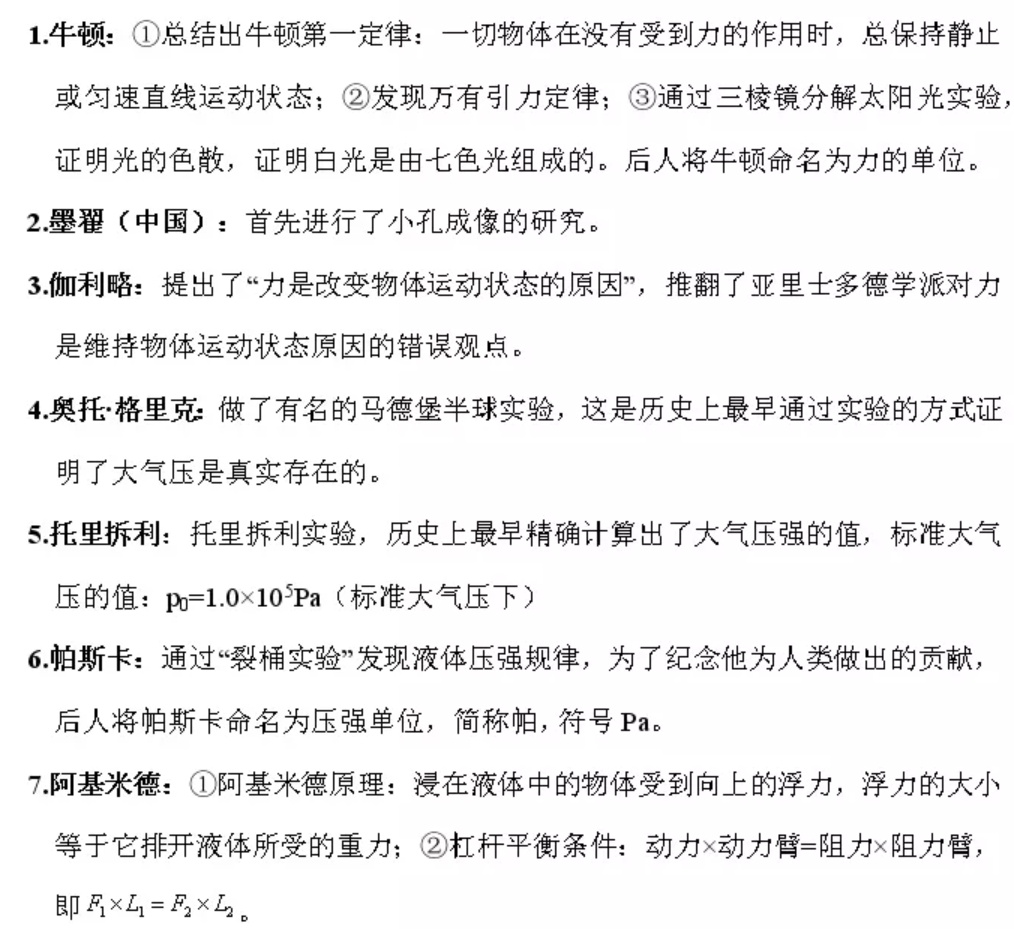 1.牛顿：①总结出牛顿第一定律：一切物体在没有受到力的作用时，总保持静止
或匀速直线运动状态；②发现万有引力定律；③通过三棱镜分解太阳光实验，
证明光的色散，证明白光是由七色光组成的。后人将牛顿命名为力的单位。
2.墨翟（中国）：首先进行了小孔成像的研究。
3.伽利略：提出了“力是改变物体运动状态的原因”，推翻了亚里士多德学派对力
是维持物体运动状态原因的错误观点。
4.奥托·格里克：做了有名的马德堡半球实验，这是历史上最早通过实验的方式证
明了大气压是真实存在的。
5.托里拆利：托里拆利实验，历史上最早精确计算出了大气压强的值，标准大气
压的值：p₀=1.0×10⁵Pa（标准大气压下）
6.帕斯卡：通过“裂桶实验”发现液体压强规律，为了纪念他为人类做出的贡献，
后人将帕斯卡命名为压强单位，简称帕，符号 Pa。
7.阿基米德：①阿基米德原理：浸在液体中的物体受到向上的浮力，浮力的大小
等于它排开液体所受的重力；②杠杆平衡条件：动力×动力臂=阻力×阻力臂，
即 F₁×L₁=F₂×L₂。